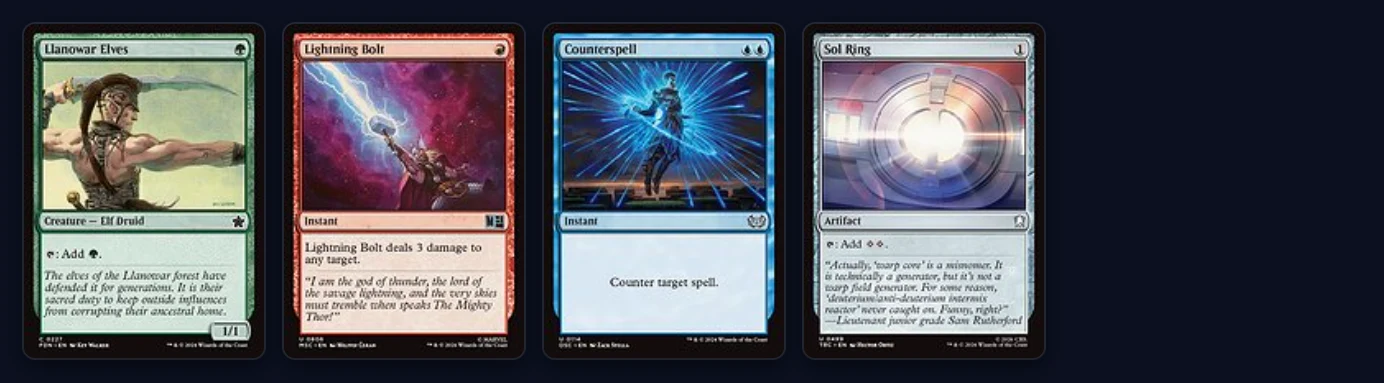 Llanowar Elves
Creature — Elf Druid
: Add .
The elves of the Llanowar forest have
defended it for generations. It is their
sacred duty to keep outside influences
from corrupting their ancestral home.
1/1
Lightning Bolt
Instant
Lightning Bolt deals 3 damage to
any target.
"I am the god of thunder, the lord of
the savage lightning, and the very skies
must tremble when speaks The Mighty
Thor!"
Counterspell
Instant
Counter target spell.
Sol Ring 1
Artifact
: Add .
"Actually, 'warp core' is a misnomer. It
is technically a generator, but it's not a
warp field generator. For some reason,
'deuterium/anti-deuterium intermix
reactor' never caught on. Funny, right?"
—Lieutenant junior grade Sam Rutherford